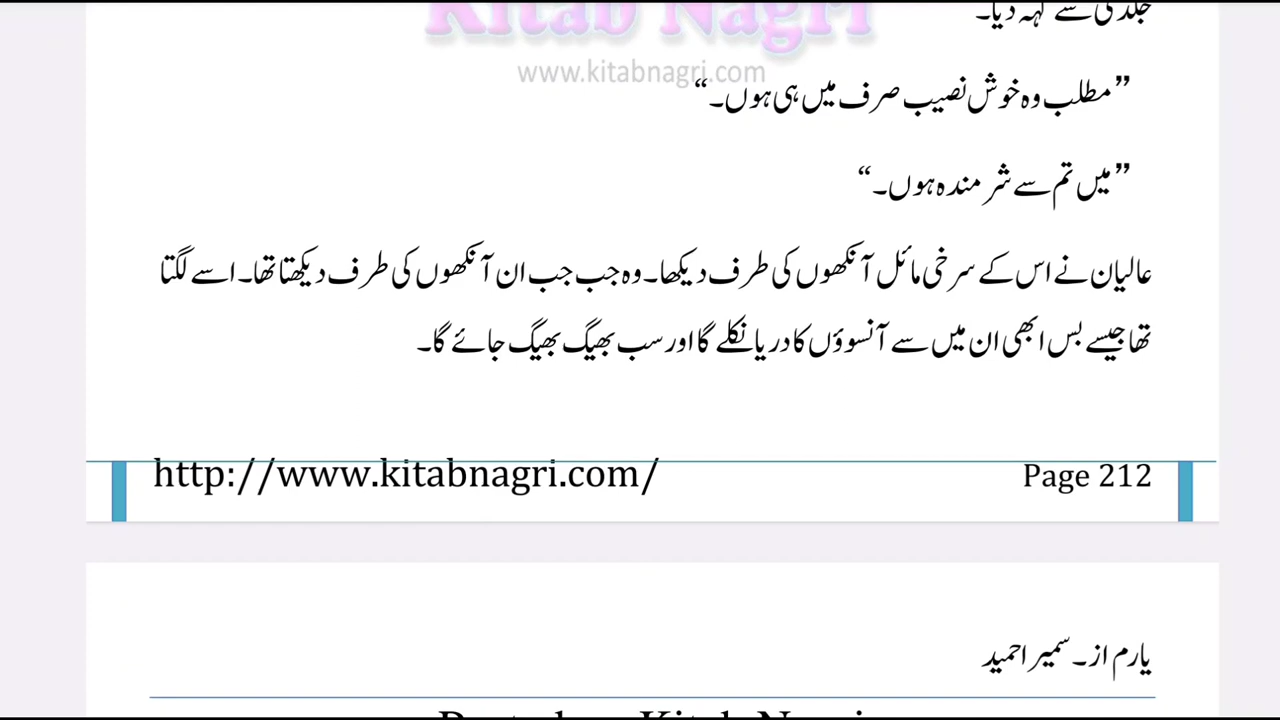 جلدی سے کہہ دیا۔
Kitab Nagri
www.kitabnagri.com
”مطلب وہ خوش نصیب صرف میں ہی ہوں۔“
”میں تم سے شرمندہ ہوں۔“
عالیان نے اس کے سرخی مائل آنکھوں کی طرف دیکھا۔ وہ جب جب ان آنکھوں کی طرف دیکھتا تھا۔ اسے لگتا
تھا جیسے بس ابھی ان میں سے آنسوؤں کا دریا نکلے گا اور سب بھیگ بھیگ جائے گا۔
http://www.kitabnagri.com/ Page 212
یارم از۔ سمیرا حمید